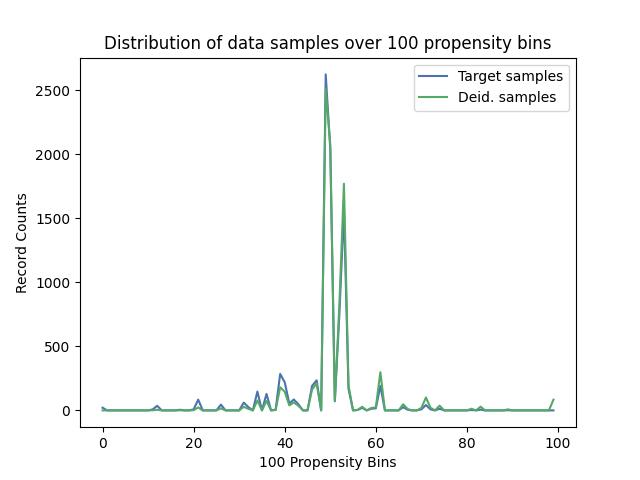 Distribution of data samples over 100 propensity bins
Target samples
Deid. samples
2500
2000
1500
1000
500
0
Record Counts
0 20 40 60 80 100
100 Propensity Bins